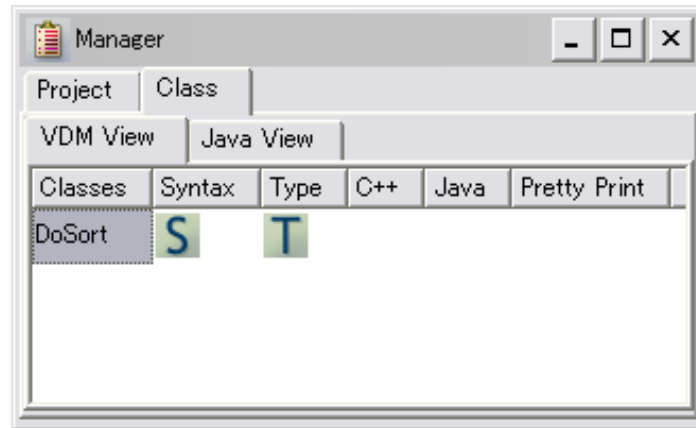 Manager
Project Class
VDM View Java View
Classes Syntax Type C++ Java Pretty Print
DoSort S T